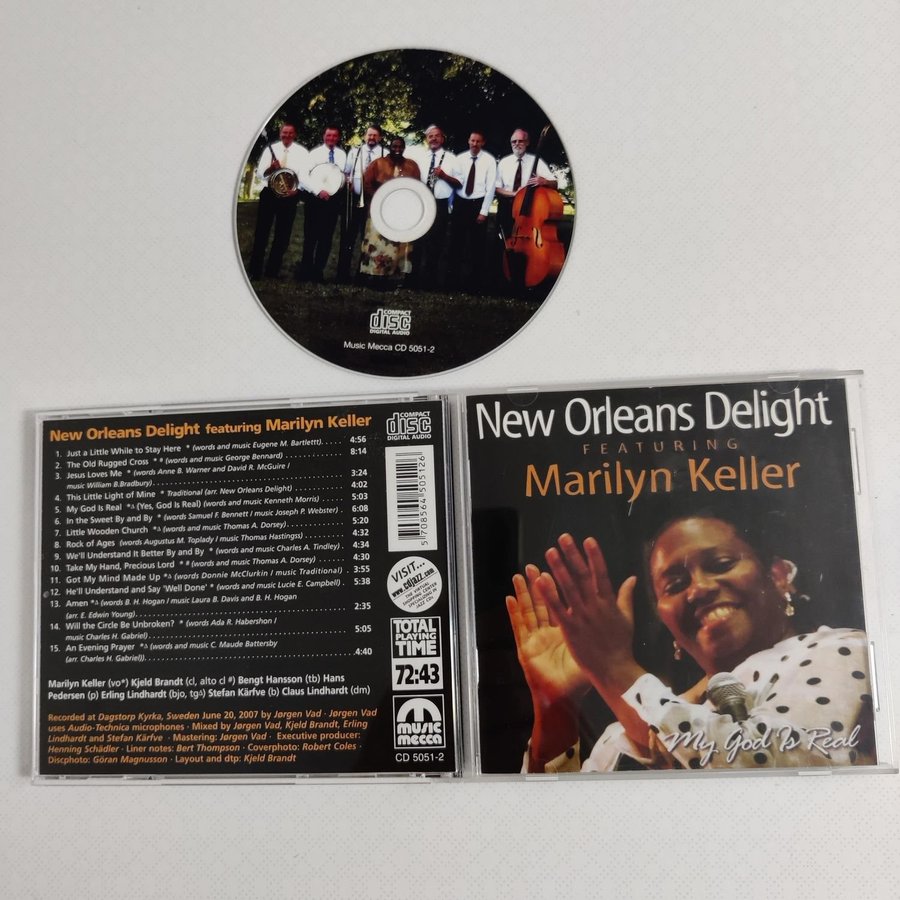 COMPACT
disc
DIGITAL AUDIO
Music Mecca CD 5051-2
New Orleans Delight featuring Marilyn Keller
1. Just a Little While to Stay Here * (words and music Eugene M. Bartlettt). 4:56
2. The Old Rugged Cross * # (words and music George Bennard) 8:14
3. Jesus Loves Me * (words Anne B. Warner and David R. McGuire /
music William B.Bradbury) 3:24
4. This Little Light of Mine * Traditional (arr. New Orleans Delight) 4:02
5. My God Is Real *∆ (Yes, God Is Real) (words and music Kenneth Morris) 5:03
6. In the Sweet By and By * (words Samuel F. Bennett / music Joseph P. Webster) 6:08
7. Little Wooden Church *∆ (words and music Thomas A. Dorsey) 5:20
8. Rock of Ages (words Augustus M. Toplady / music Thomas Hastings) 4:32
9. We'll Understand It Better By and By * (words and music Charles A. Tindley) 4:34
10. Take My Hand, Precious Lord * # (words and music Thomas A. Dorsey) 4:30
11. Got My Mind Made Up *∆ (words Donnie McClurkin / music Traditional) 3:55
12. He'll Understand and Say 'Well Done' * (words and music Lucie E. Campbell) 5:38
13. Amen *∆ (words B. H. Hogan / music Laura B. Davis and B. H. Hogan
(arr. E. Edwin Young) 2:35
14. Will the Circle Be Unbroken? * (words Ada R. Habershon /
music Charles H. Gabriel) 5:05
15. An Evening Prayer *∆ (words and music C. Maude Battersby
(arr. Charles H. Gabriel)) 4:40
Marilyn Keller (vo*) Kjeld Brandt (cl, alto cl #) Bengt Hansson (tb) Hans
Pedersen (p) Erling Lindhardt (bjo, tg∆) Stefan Kärfve (b) Claus Lindhardt (dm)
Recorded at Dagstorp Kyrka, Sweden June 20, 2007 by Jørgen Vad · Jørgen Vad
uses Audio-Technica microphones · Mixed by Jørgen Vad, Kjeld Brandt, Erling
Lindhardt and Stefan Kärfve · Mastering: Jørgen Vad · Executive producer:
Henning Schädler · Liner notes: Bert Thompson · Coverphoto: Robert Coles ·
Discphoto: Göran Magnusson · Layout and dtp: Kjeld Brandt
COMPACT
disc
DIGITAL AUDIO
5 708564 505126
VISIT...
www.cdjazz.com
THE VIRTUAL
SHOPPING CENTER
SPECIALIZING IN
JAZZ CDs
TOTAL
PLAYING
TIME
72:43
music
mecca
CD 5051-2
New Orleans Delight
FEATURING
Marilyn Keller
My God Is Real